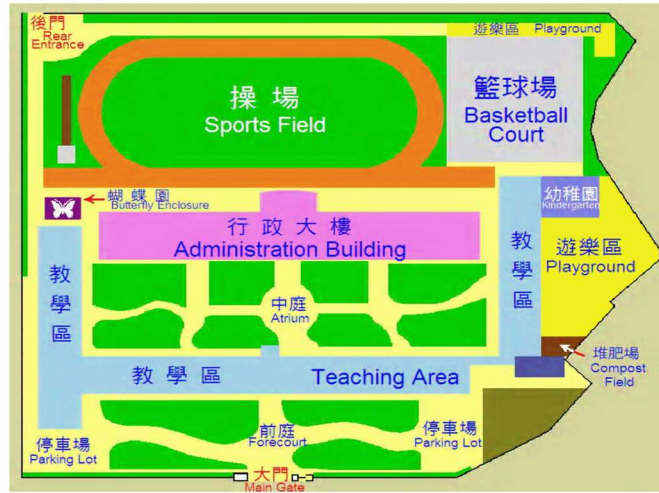 後門
Rear
Entrance
遊樂區 Playground
操場
Sports Field
籃球場
Basketball
Court
蝴蝶園
Butterfly Enclosure
幼稚園
Kindergarten
行政大樓
Administration Building
教
學
區
教
學
區
遊樂區
Playground
中庭
Atrium
堆肥場
Compost
Field
教學區 Teaching Area
停車場
Parking Lot
前庭
Forecourt
停車場
Parking Lot
大門
Main Gate